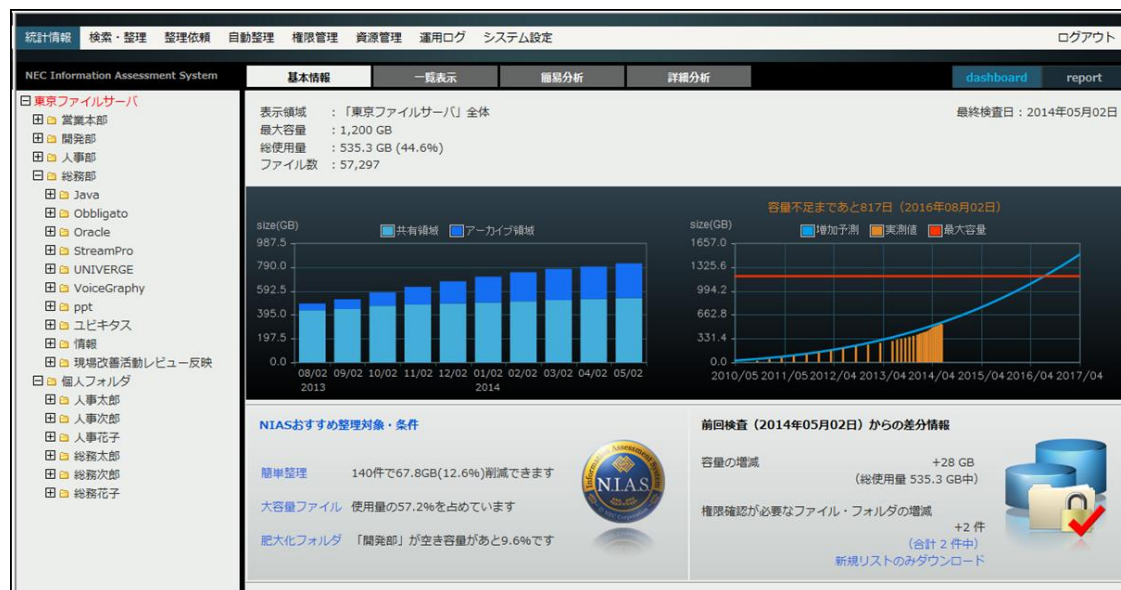 統計情報 検索・整理 整理依頼 自動整理 権限管理 資源管理 運用ログ システム設定 ログアウト
NEC Information Assessment System 基本情報 一覧表示 簡易分析 詳細分析 dashboard report
東京ファイルサーバ
営業本部
開発部
人事部
総務部
Java
Obbligato
Oracle
StreamPro
UNIVERGE
VoiceGraphy
ppt
ユビキタス
情報
現場改善活動レビュー反映
個人フォルダ
人事太郎
人事次郎
人事花子
総務太郎
総務次郎
総務花子
表示領域 : 「東京ファイルサーバ」全体 最終検査日:2014年05月02日
最大容量 : 1,200 GB
総使用量 : 535.3 GB (44.6%)
ファイル数 : 57,297
size(GB)
共有領域 アーカイブ領域
987.5
790.0
592.5
395.0
197.5
0.0
08/02 09/02 10/02 11/02 12/02 01/02 02/02 03/02 04/02 05/02
2013 2014
容量不足まであと817日(2016年08月02日)
size(GB)
増加予測 実測値 最大容量
1657.0
1325.6
994.2
662.8
331.4
0.0
2010/05 2011/05 2012/04 2013/04 2014/04 2015/04 2016/04 2017/04
NIASおすすめ整理対象・条件
簡単整理 140件で67.8GB(12.6%)削減できます
大容量ファイル 使用量の57.2%を占めています
肥大化フォルダ 「開発部」が空き容量があと9.6%です
N.I.A.S.
前回検査(2014年05月02日)からの差分情報
容量の増減 +28 GB
(総使用量 535.3 GB中)
権限確認が必要なファイル・フォルダの増減
+2 件
(合計 2 件中)
新規リストのみダウンロード